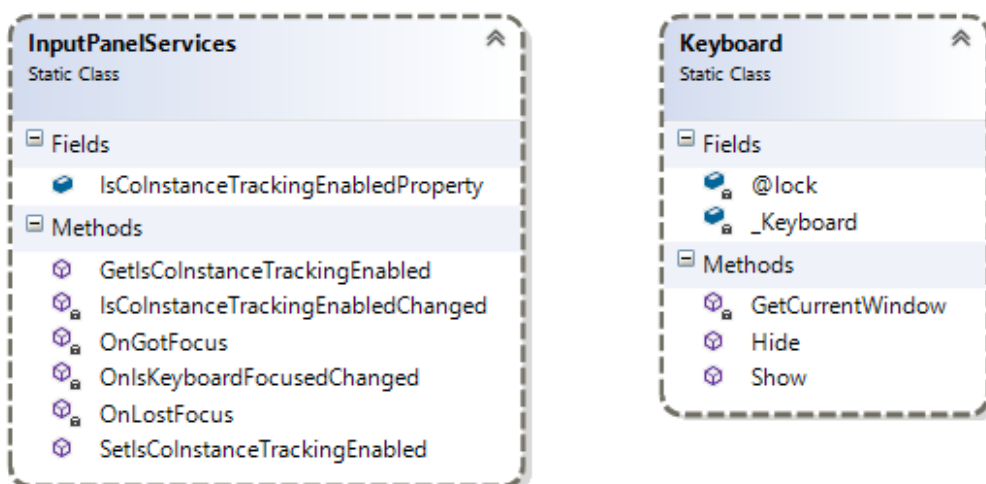 InputPanelServices
Static Class
Fields
IsCoInstanceTrackingEnabledProperty
Methods
GetIsCoInstanceTrackingEnabled
IsCoInstanceTrackingEnabledChanged
OnGotFocus
OnIsKeyboardFocusedChanged
OnLostFocus
SetIsCoInstanceTrackingEnabled
Keyboard
Static Class
Fields
@lock
_Keyboard
Methods
GetCurrentWindow
Hide
Show